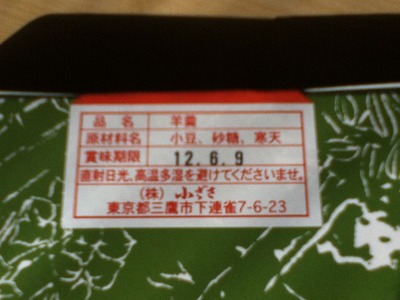 品名 羊羹
原材料名 小豆、砂糖、寒天
賞味期限 12.6.9
直射日光、高温多湿を避けてくださいませ。
(株) 小ざさ
東京都三鷹市下連雀7-6-23